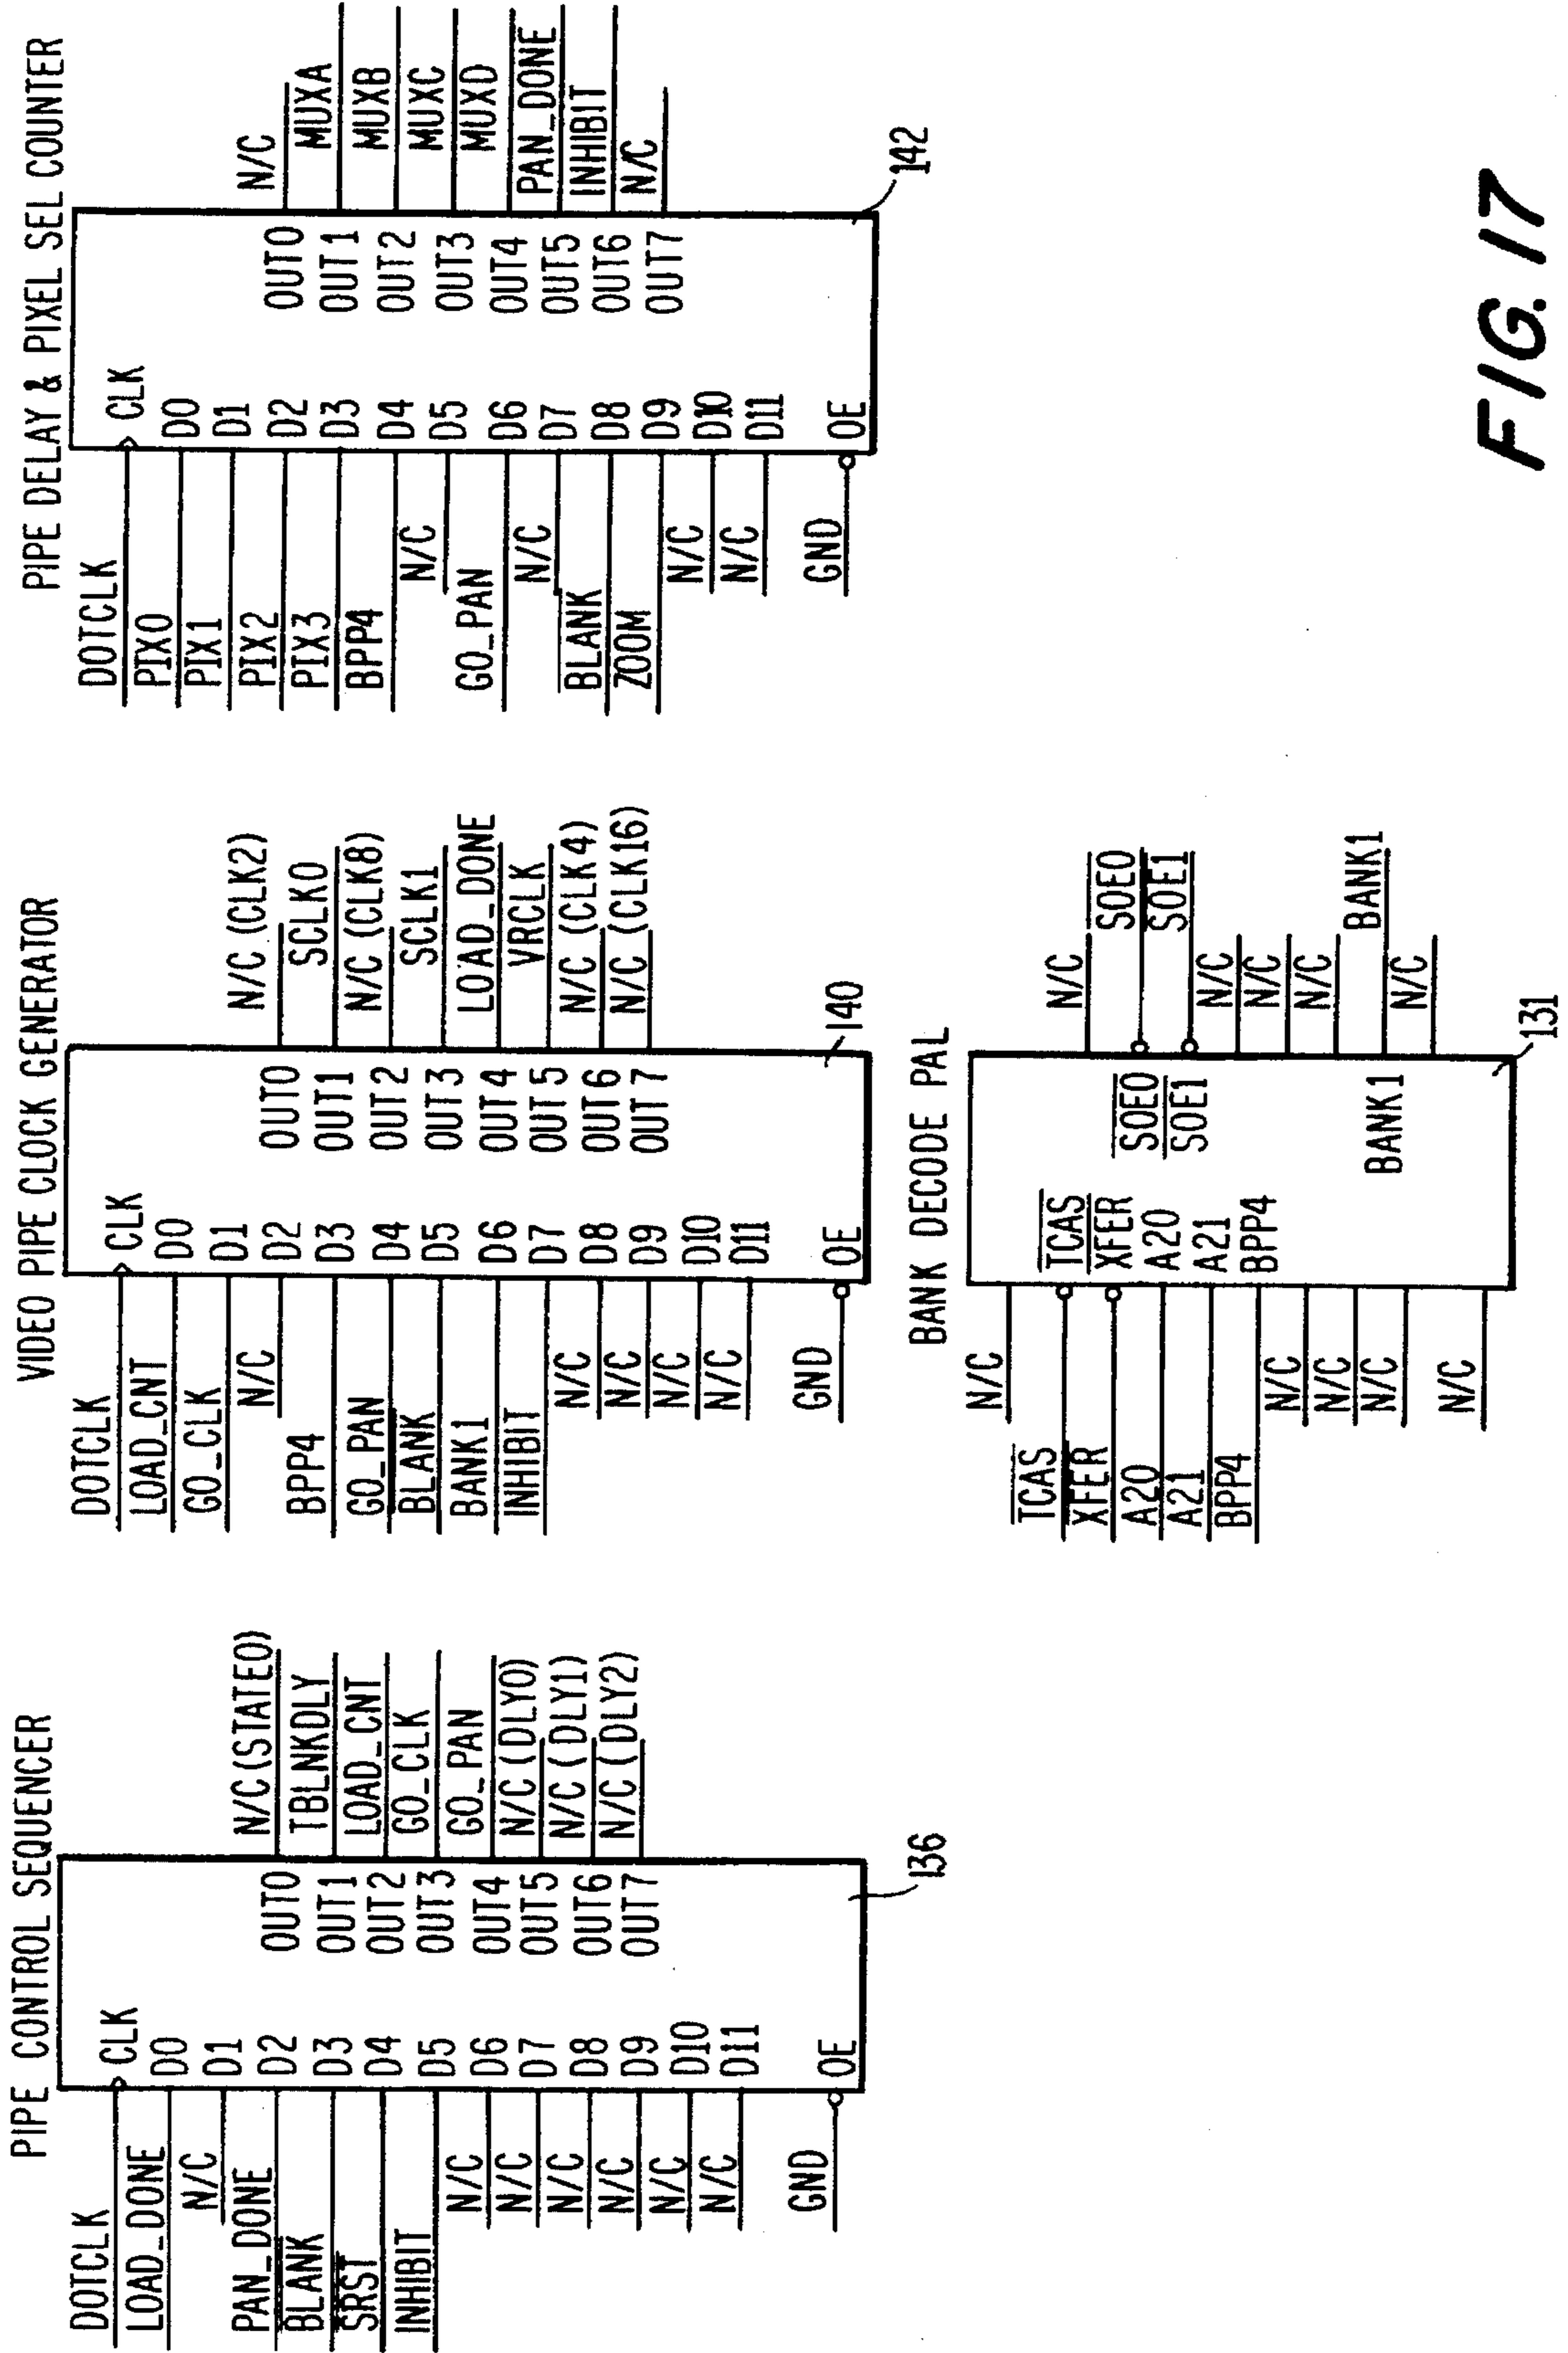 PIPE CONTROL SEQUENCER
DOTCLK
LOAD_DONE
N/C
PAN_DONE
BLANK
SRST
INHIBIT
N/C
N/C
N/C
N/C
N/C
N/C
GND
CLK
D0
D1
D2
D3
D4
D5
D6
D7
D8
D9
D10
D11
OE
OUT0
OUT1
OUT2
OUT3
OUT4
OUT5
OUT6
OUT7
N/C (STATE0)
TBLNKDLY
LOAD_CNT
GO_CLK
GO_PAN
N/C (DLY0)
N/C (DLY1)
N/C (DLY2)
136
VIDEO PIPE CLOCK GENERATOR
DOTCLK
LOAD_CNT
GO_CLK
N/C
BPP4
GO_PAN
BLANK
BANK1
INHIBIT
N/C
N/C
N/C
N/C
GND
CLK
D0
D1
D2
D3
D4
D5
D6
D7
D8
D9
D10
D11
OE
OUT0
OUT1
OUT2
OUT3
OUT4
OUT5
OUT6
OUT7
N/C (CLK2)
SCLK0
N/C (CLK8)
SCLK1
LOAD_DONE
VRCLK
N/C (CLK4)
N/C (CLK16)
140
PIPE DELAY & PIXEL SEL COUNTER
DOTCLK
PIX0
PIX1
PIX2
PIX3
BPP4
N/C
GO_PAN
N/C
BLANK
ZOOM
N/C
N/C
GND
CLK
D0
D1
D2
D3
D4
D5
D6
D7
D8
D9
D10
D11
OE
OUT0
OUT1
OUT2
OUT3
OUT4
OUT5
OUT6
OUT7
N/C
MUXA
MUXB
MUXC
MUXD
PAN_DONE
INHIBIT
N/C
142
BANK DECODE PAL
N/C
TCAS
XFER
A20
A21
BPP4
N/C
N/C
N/C
N/C
TCAS
XFER
A20
A21
BPP4
SOE0
SOE1
BANK1
N/C
SOE0
SOE1
N/C
N/C
N/C
BANK1
N/C
131
FIG. 17